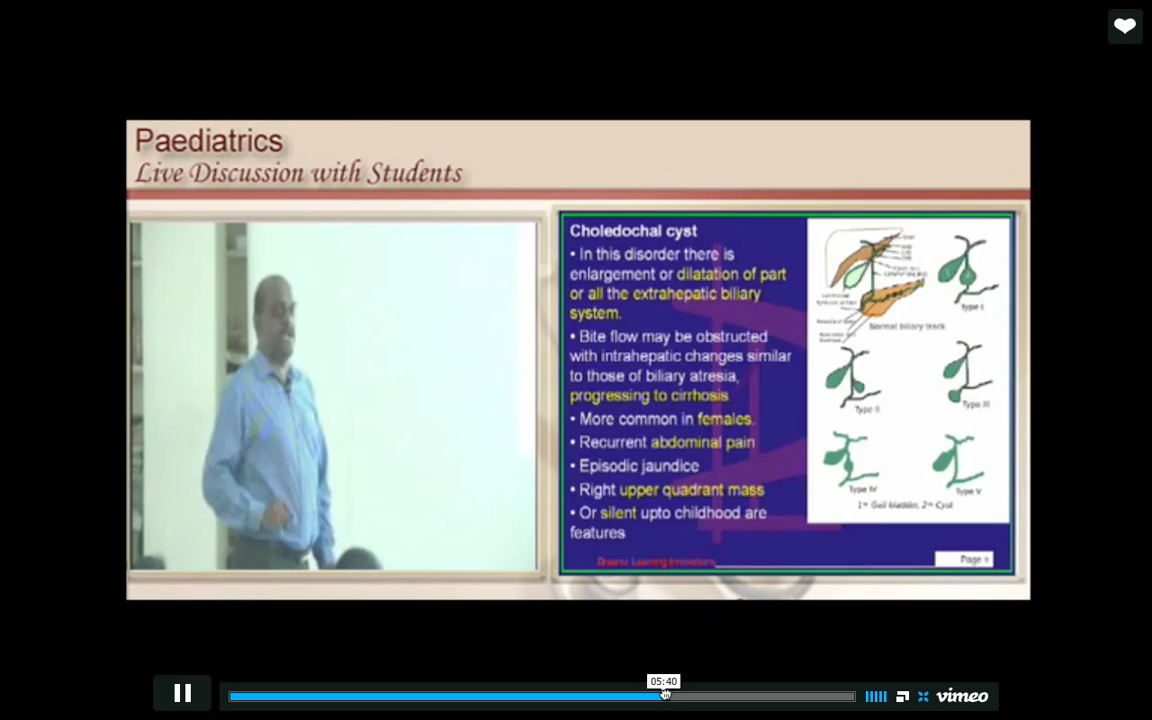 Paediatrics
Live Discussion with Students
Choledochal cyst
• In this disorder there is
enlargement or dilatation of part
or all the extrahepatic biliary
system.
• Bite flow may be obstructed
with intrahepatic changes similar
to those of biliary atresia,
progressing to cirrhosis.
• More common in females.
• Recurrent abdominal pain
• Episodic jaundice
• Right upper quadrant mass
• Or silent upto childhood are
features
Type I
Normal biliary track
Type II
Type III
Type IV
Type V
1= Gall bladder, 2= Cyst
Page »
05:40
vimeo